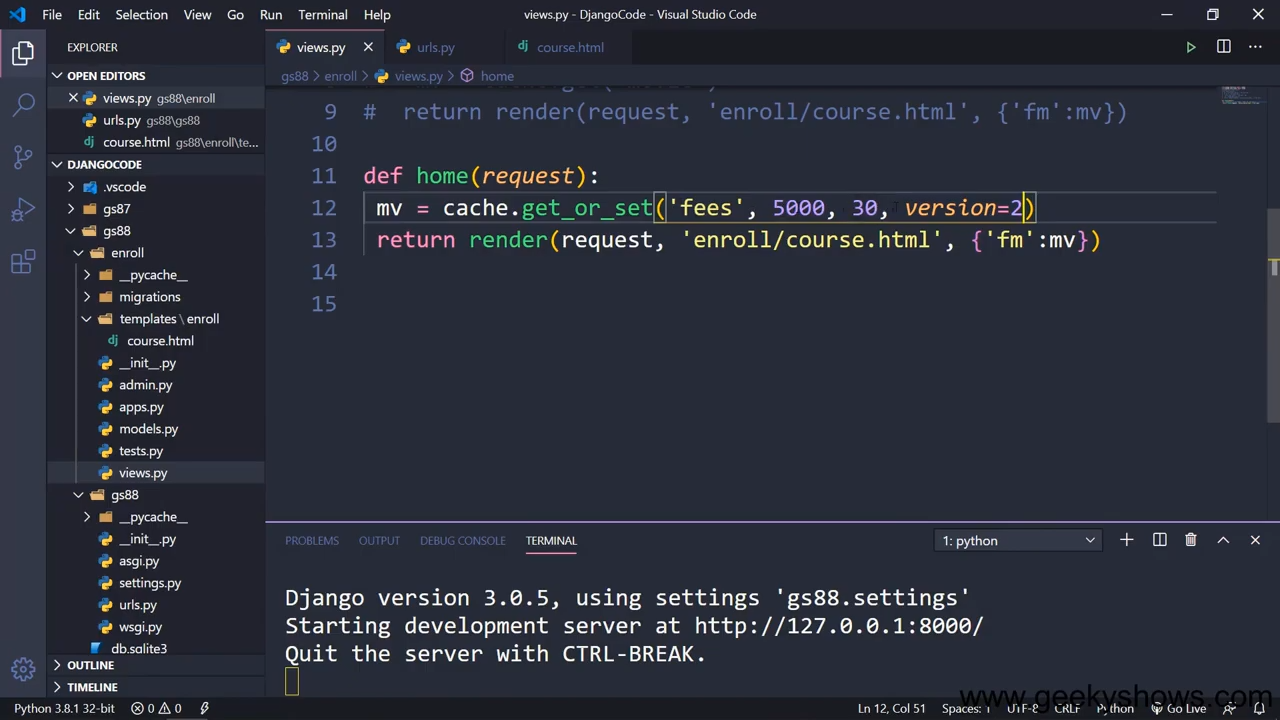 File Edit Selection View Go Run Terminal Help
views.py - DjangoCode - Visual Studio Code
EXPLORER
OPEN EDITORS
views.py gs88\enroll
urls.py gs88\gs88
course.html gs88\enroll\te...
DJANGOCODE
.vscode
gs87
gs88
enroll
__pycache__
migrations
templates \ enroll
course.html
__init__.py
admin.py
apps.py
models.py
tests.py
views.py
gs88
__pycache__
__init__.py
asgi.py
settings.py
urls.py
wsgi.py
db.sqlite3
OUTLINE
TIMELINE
views.py
urls.py
course.html
gs88 > enroll > views.py > home
9 #  return render(request, 'enroll/course.html', {'fm':mv})
10
11 def home(request):
12  mv = cache.get_or_set('fees', 5000, 30, version=2)
13  return render(request, 'enroll/course.html', {'fm':mv})
14
15
PROBLEMS OUTPUT DEBUG CONSOLE TERMINAL
1: python
Django version 3.0.5, using settings 'gs88.settings'
Starting development server at http://127.0.0.1:8000/
Quit the server with CTRL-BREAK.
www.geekyshows.com
Python 3.8.1 32-bit 0 0 Ln 12, Col 51 Spaces: 1 UTF-8 CRLF Python Go Live